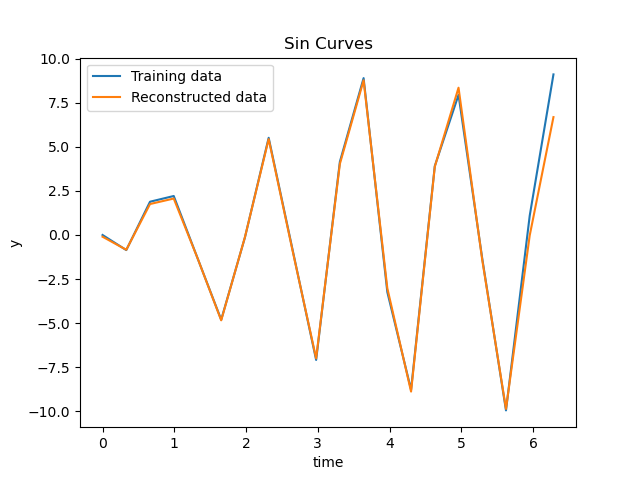 Sin Curves
Training data
Reconstructed data
10.0
7.5
5.0
2.5
0.0
−2.5
−5.0
−7.5
−10.0
y
0 1 2 3 4 5 6
time